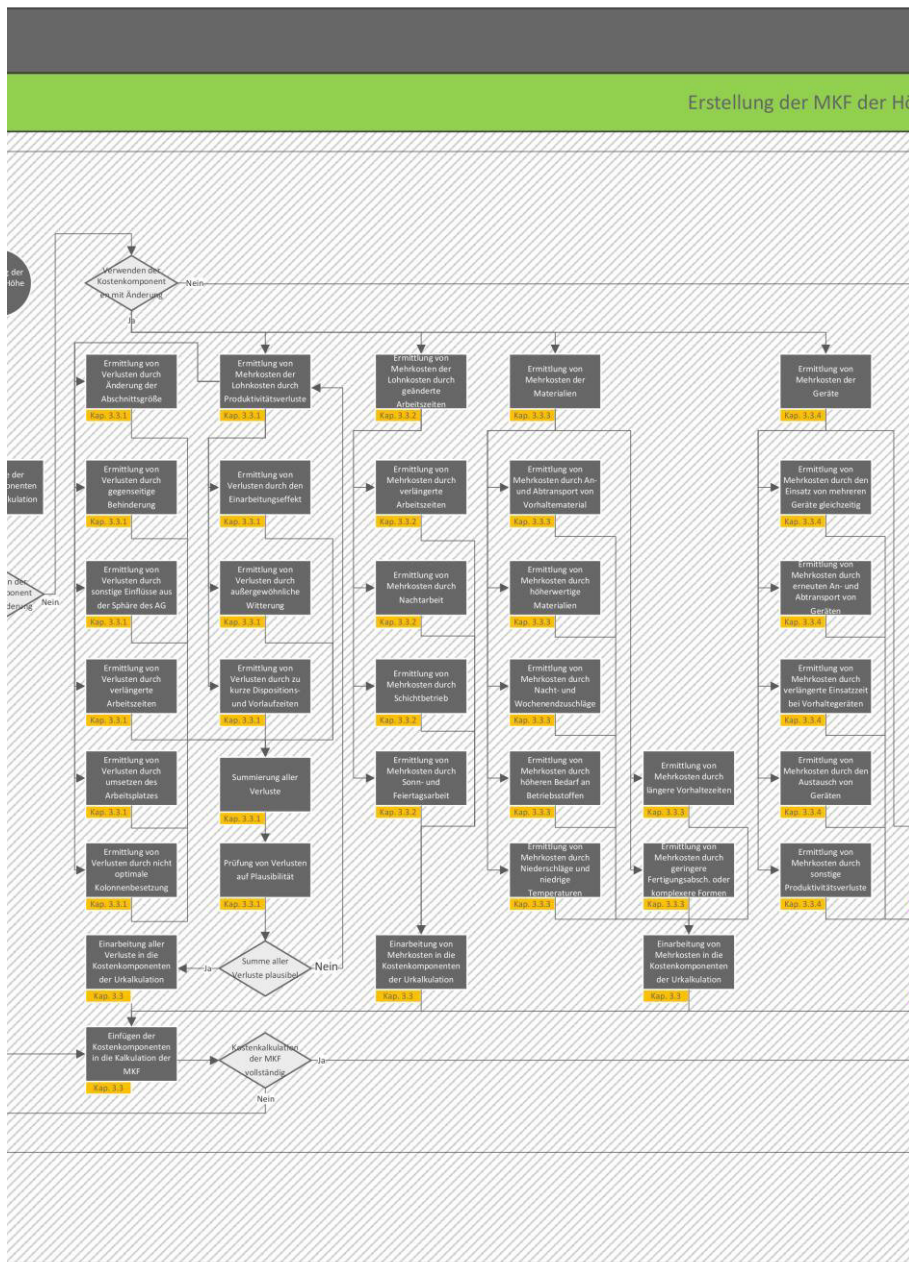 Erstellung der MKF der Hö
g der
Höhe
Verwenden der
Kostenkomponent
en mit Änderung
Nein
Ja
Ermittlung von
Verlusten durch
Änderung der
Abschnittsgröße
Kap. 3.3.1
Ermittlung von
Mehrkosten der
Lohnkosten durch
Produktivitätsverluste
Kap. 3.3.1
Ermittlung von
Mehrkosten der
Lohnkosten durch
geänderte
Arbeitszeiten
Kap. 3.3.2
Ermittlung von
Mehrkosten der
Materialien
Kap. 3.3.3
Ermittlung von
Mehrkosten der
Geräte
Kap. 3.3.4
e der
onenten
kulation
Ermittlung von
Verlusten durch
gegenseitige
Behinderung
Kap. 3.3.1
Ermittlung von
Verlusten durch den
Einarbeitungseffekt
Kap. 3.3.1
Ermittlung von
Mehrkosten durch
verlängerte
Arbeitszeiten
Kap. 3.3.2
Ermittlung von
Mehrkosten durch An-
und Abtransport von
Vorhaltematerial
Kap. 3.3.3
Ermittlung von
Mehrkosten durch den
Einsatz von mehreren
Geräte gleichzeitig
Kap. 3.3.4
n der
ponent
derung
Nein
Ermittlung von
Verlusten durch
sonstige Einflüsse aus
der Sphäre des AG
Kap. 3.3.1
Ermittlung von
Verlusten durch
außergewöhnliche
Witterung
Kap. 3.3.1
Ermittlung von
Mehrkosten durch
Nachtarbeit
Kap. 3.3.2
Ermittlung von
Mehrkosten durch
höherwertige
Materialien
Kap. 3.3.3
Ermittlung von
Mehrkosten durch
erneuten An- und
Abtransport von
Geräten
Kap. 3.3.4
Ermittlung von
Verlusten durch
verlängerte
Arbeitszeiten
Kap. 3.3.1
Ermittlung von
Verlusten durch zu
kurze Dispositions-
und Vorlaufzeiten
Kap. 3.3.1
Ermittlung von
Mehrkosten durch
Schichtbetrieb
Kap. 3.3.2
Ermittlung von
Mehrkosten durch
Nacht- und
Wochenendzuschläge
Kap. 3.3.3
Ermittlung von
Mehrkosten durch
verlängerte Einsatzzeit
bei Vorhaltegeräten
Kap. 3.3.4
Ermittlung von
Verlusten durch
umsetzen des
Arbeitsplatzes
Kap. 3.3.1
Summierung aller
Verluste
Kap. 3.3.1
Ermittlung von
Mehrkosten durch
Sonn- und
Feiertagsarbeit
Kap. 3.3.2
Ermittlung von
Mehrkosten durch
höheren Bedarf an
Betriebsstoffen
Kap. 3.3.3
Ermittlung von
Mehrkosten durch
längere Vorhaltezeiten
Kap. 3.3.3
Ermittlung von
Mehrkosten durch den
Austausch von
Geräten
Kap. 3.3.4
Ermittlung von
Verlusten durch nicht
optimale
Kolonnenbesetzung
Kap. 3.3.1
Prüfung von Verlusten
auf Plausibilität
Kap. 3.3.1
Ermittlung von
Mehrkosten durch
Niederschläge und
niedrige
Temperaturen
Kap. 3.3.3
Ermittlung von
Mehrkosten durch
geringere
Fertigungsabsch. oder
komplexere Formen
Kap. 3.3.3
Ermittlung von
Mehrkosten durch
sonstige
Produktivitätsverluste
Kap. 3.3.4
Einarbeitung aller
Verluste in die
Kostenkomponenten
der Urkalkulation
Kap. 3.3
Ja
Summe aller
Verluste plausibel
Nein
Einarbeitung von
Mehrkosten in die
Kostenkomponenten
der Urkalkulation
Kap. 3.3
Einarbeitung von
Mehrkosten in die
Kostenkomponenten
der Urkalkulation
Kap. 3.3
Einfügen der
Kostenkomponenten
in die Kalkulation der
MKF
Kap. 3.3
Kostenkalkulation
der MKF
vollständig
Ja
Nein